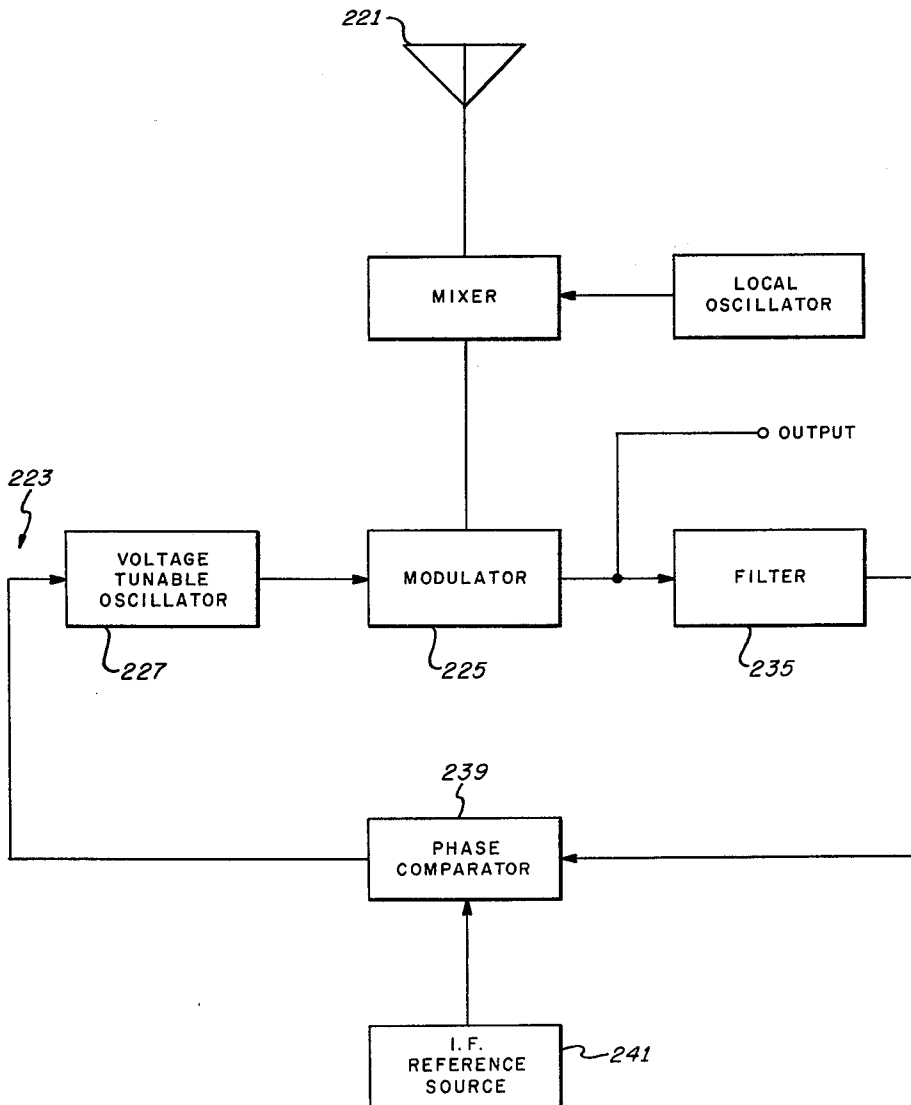 221
MIXER
LOCAL
OSCILLATOR
OUTPUT
223
VOLTAGE
TUNABLE
OSCILLATOR
MODULATOR
FILTER
227
225
235
239
PHASE
COMPARATOR
I. F.
REFERENCE
SOURCE
241